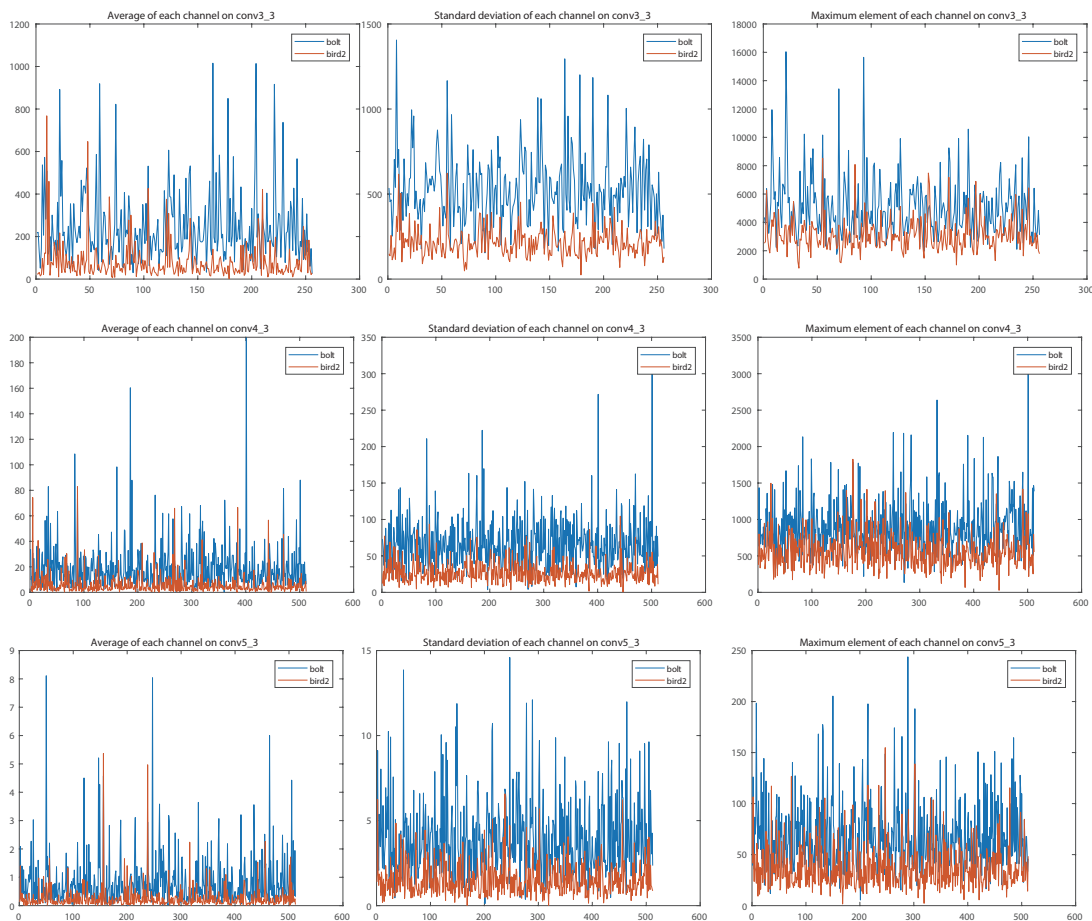 Average of each channel on conv3_3
1200
1000
800
600
400
200
0
0 50 100 150 200 250 300
bolt
bird2
Standard deviation of each channel on conv3_3
1500
1000
500
0
0 50 100 150 200 250 300
bolt
bird2
Maximum element of each channel on conv3_3
18000
16000
14000
12000
10000
8000
6000
4000
2000
0
0 50 100 150 200 250 300
bolt
bird2
Average of each channel on conv4_3
200
180
160
140
120
100
80
60
40
20
0
0 100 200 300 400 500 600
bolt
bird2
Standard deviation of each channel on conv4_3
350
300
250
200
150
100
50
0
0 100 200 300 400 500 600
bolt
bird2
Maximum element of each channel on conv4_3
3500
3000
2500
2000
1500
1000
500
0
0 100 200 300 400 500 600
bolt
bird2
Average of each channel on conv5_3
9
8
7
6
5
4
3
2
1
0
0 100 200 300 400 500 600
bolt
bird2
Standard deviation of each channel on conv5_3
15
10
5
0
0 100 200 300 400 500 600
bolt
bird2
Maximum element of each channel on conv5_3
250
200
150
100
50
0
0 100 200 300 400 500 600
bolt
bird2